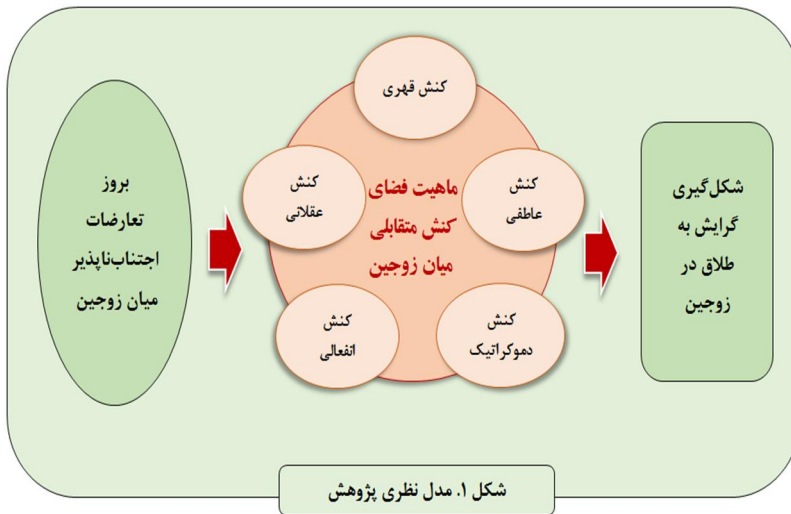 بروز
تعارضات
اجتناب‌ناپذیر
میان زوجین
کنش قهری
کنش
عقلانی
کنش
عاطفی
ماهیت فضای
کنش متقابلی
میان زوجین
کنش
انفعالی
کنش
دموکراتیک
شکل‌گیری
گرایش به
طلاق در
زوجین
شکل ۱. مدل نظری پژوهش